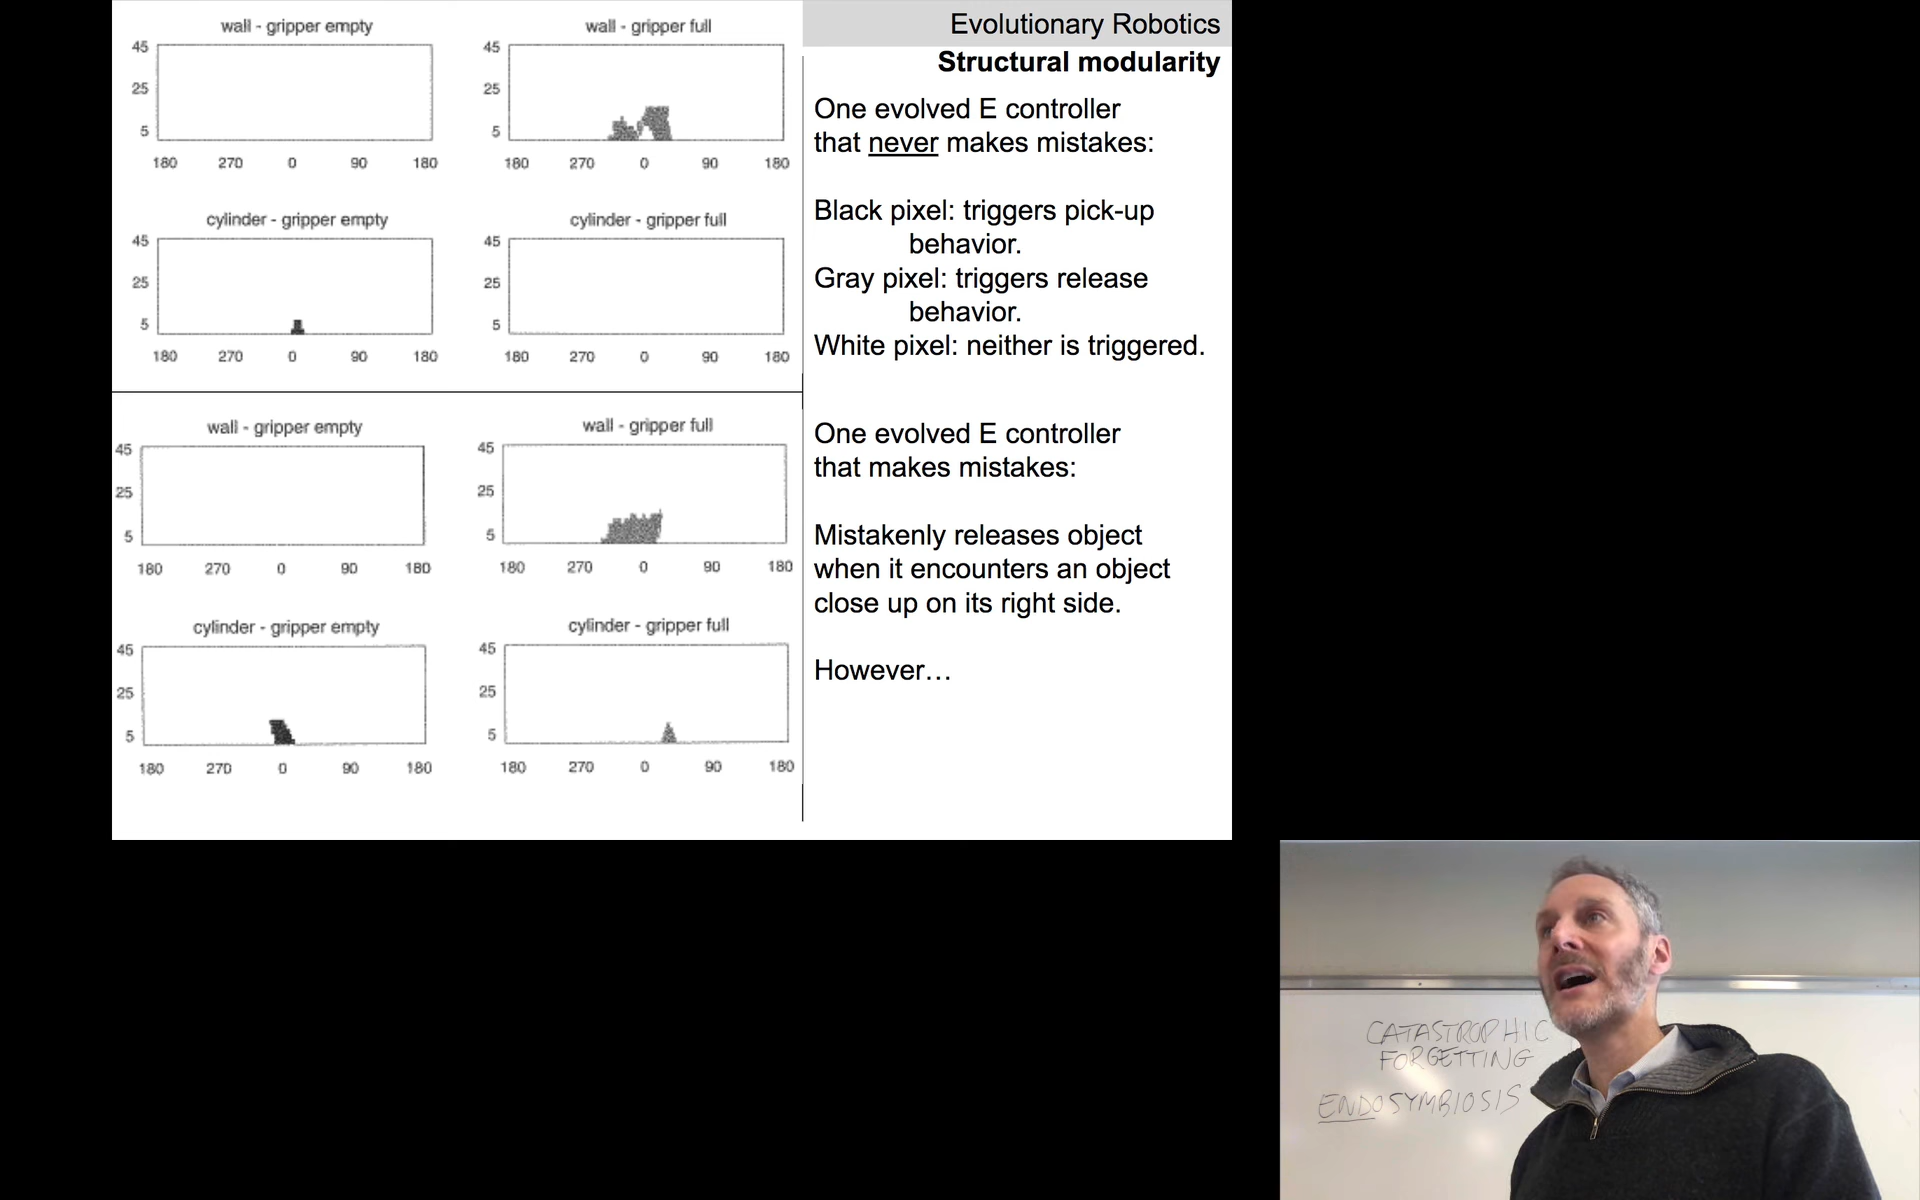 wall - gripper empty
45
25
5
180 270 0 90 180
wall - gripper full
45
25
5
180 270 0 90 180
cylinder - gripper empty
45
25
5
180 270 0 90 180
cylinder - gripper full
45
25
5
180 270 0 90 180
wall - gripper empty
45
25
5
180 270 0 90 180
wall - gripper full
45
25
5
180 270 0 90 180
cylinder - gripper empty
45
25
5
180 270 0 90 180
cylinder - gripper full
45
25
5
180 270 0 90 180
Evolutionary Robotics
Structural modularity
One evolved E controller
that never makes mistakes:
Black pixel: triggers pick-up
behavior.
Gray pixel: triggers release
behavior.
White pixel: neither is triggered.
One evolved E controller
that makes mistakes:
Mistakenly releases object
when it encounters an object
close up on its right side.
However…
CATASTROPHIC
FORGETTING
ENDOSYMBIOSIS